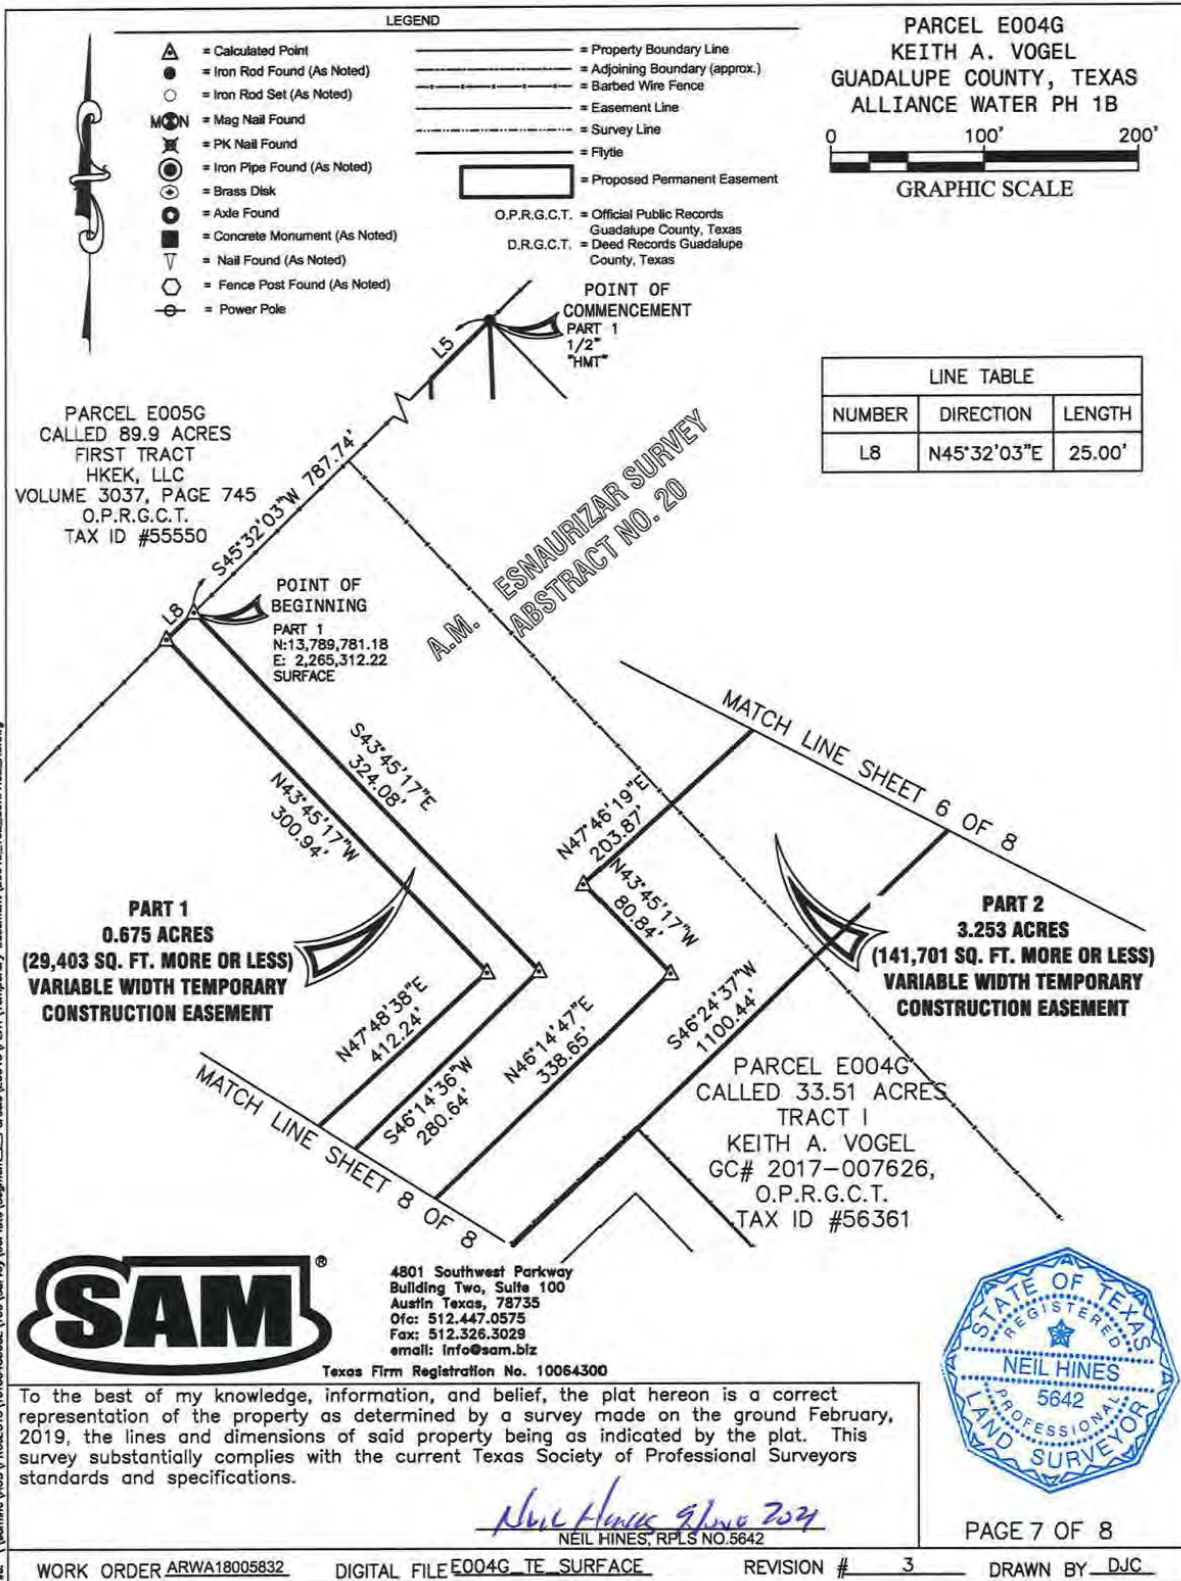 LEGEND
= Calculated Point
= Iron Rod Found (As Noted)
= Iron Rod Set (As Noted)
M N = Mag Nail Found
= PK Nail Found
= Iron Pipe Found (As Noted)
= Brass Disk
= Axle Found
= Concrete Monument (As Noted)
= Nail Found (As Noted)
= Fence Post Found (As Noted)
= Power Pole
= Property Boundary Line
= Adjoining Boundary (approx.)
= Barbed Wire Fence
= Easement Line
= Survey Line
= Flytie
= Proposed Permanent Easement
O.P.R.G.C.T. = Official Public Records
Guadalupe County, Texas
D.R.G.C.T. = Deed Records Guadalupe
County, Texas
PARCEL E004G
KEITH A. VOGEL
GUADALUPE COUNTY, TEXAS
ALLIANCE WATER PH 1B
0 100' 200'
GRAPHIC SCALE
POINT OF
COMMENCEMENT
PART 1
1/2"
"HMT"
L5
LINE TABLE
NUMBER DIRECTION LENGTH
L8 N45°32'03"E 25.00'
PARCEL E005G
CALLED 89.9 ACRES
FIRST TRACT
HKEK, LLC
VOLUME 3037, PAGE 745
O.P.R.G.C.T.
TAX ID #55550
S45°32'03"W 787.74'
A.M. ESNAURIZAR SURVEY
ABSTRACT NO. 20
L8
POINT OF
BEGINNING
PART 1
N:13,789,781.18
E: 2,265,312.22
SURFACE
S43°45'17"E
324.08'
N43°45'17"W
300.94'
MATCH LINE SHEET 6 OF 8
N47°46'19"E
203.87'
N43°45'17"W
80.84'
PART 1
0.675 ACRES
(29,403 SQ. FT. MORE OR LESS)
VARIABLE WIDTH TEMPORARY
CONSTRUCTION EASEMENT
PART 2
3.253 ACRES
(141,701 SQ. FT. MORE OR LESS)
VARIABLE WIDTH TEMPORARY
CONSTRUCTION EASEMENT
N47°48'38"E
412.24'
S46°14'36"W
280.64'
N46°14'47"E
338.65'
S46°24'37"W
1100.44'
MATCH LINE SHEET 8 OF 8
PARCEL E004G
CALLED 33.51 ACRES
TRACT I
KEITH A. VOGEL
GC# 2017-007626,
O.P.R.G.C.T.
TAX ID #56361
SAM®
4801 Southwest Parkway
Building Two, Suite 100
Austin Texas, 78735
Ofc: 512.447.0575
Fax: 512.326.3029
email: info@sam.biz
Texas Firm Registration No. 10064300
STATE OF TEXAS
REGISTERED
NEIL HINES
5642
PROFESSIONAL
LAND SURVEYOR
To the best of my knowledge, information, and belief, the plat hereon is a correct
representation of the property as determined by a survey made on the ground February,
2019, the lines and dimensions of said property being as indicated by the plat. This
survey substantially complies with the current Texas Society of Professional Surveyors
standards and specifications.
Neil Hines 2021
NEIL HINES, RPLS NO.5642
PAGE 7 OF 8
WORK ORDER ARWA18005832 DIGITAL FILE E004G_TE_SURFACE REVISION # 3 DRAWN BY DJC